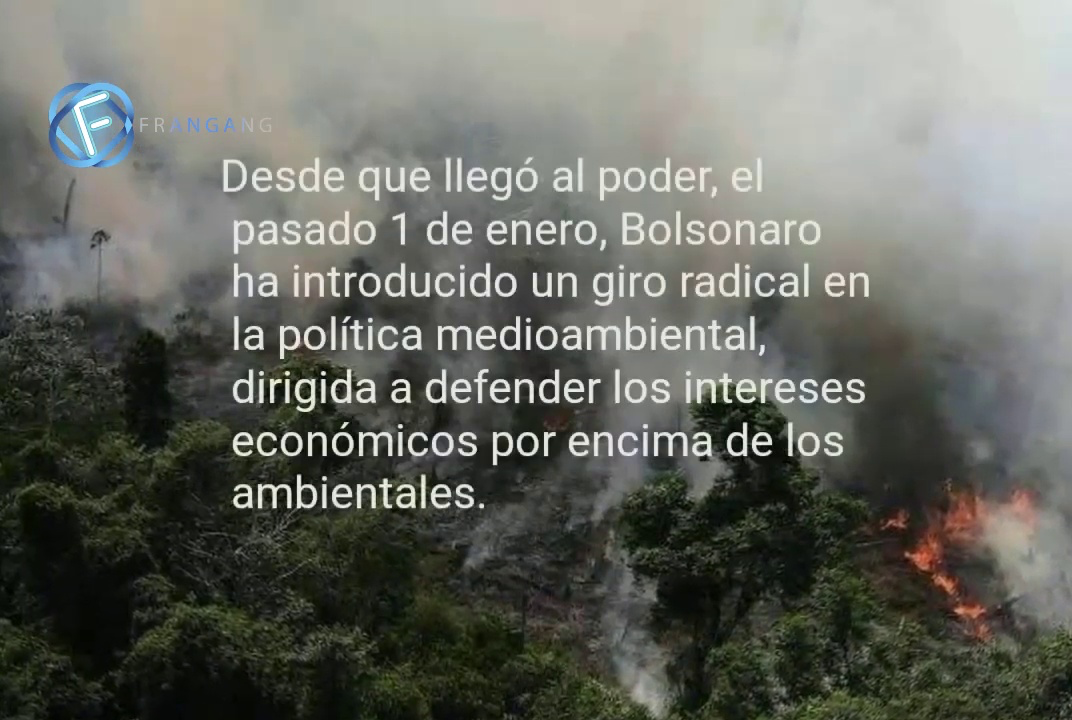 FRANGANG
Desde que llegó al poder, el
pasado 1 de enero, Bolsonaro
ha introducido un giro radical en
la política medioambiental,
dirigida a defender los intereses
económicos por encima de los
ambientales.